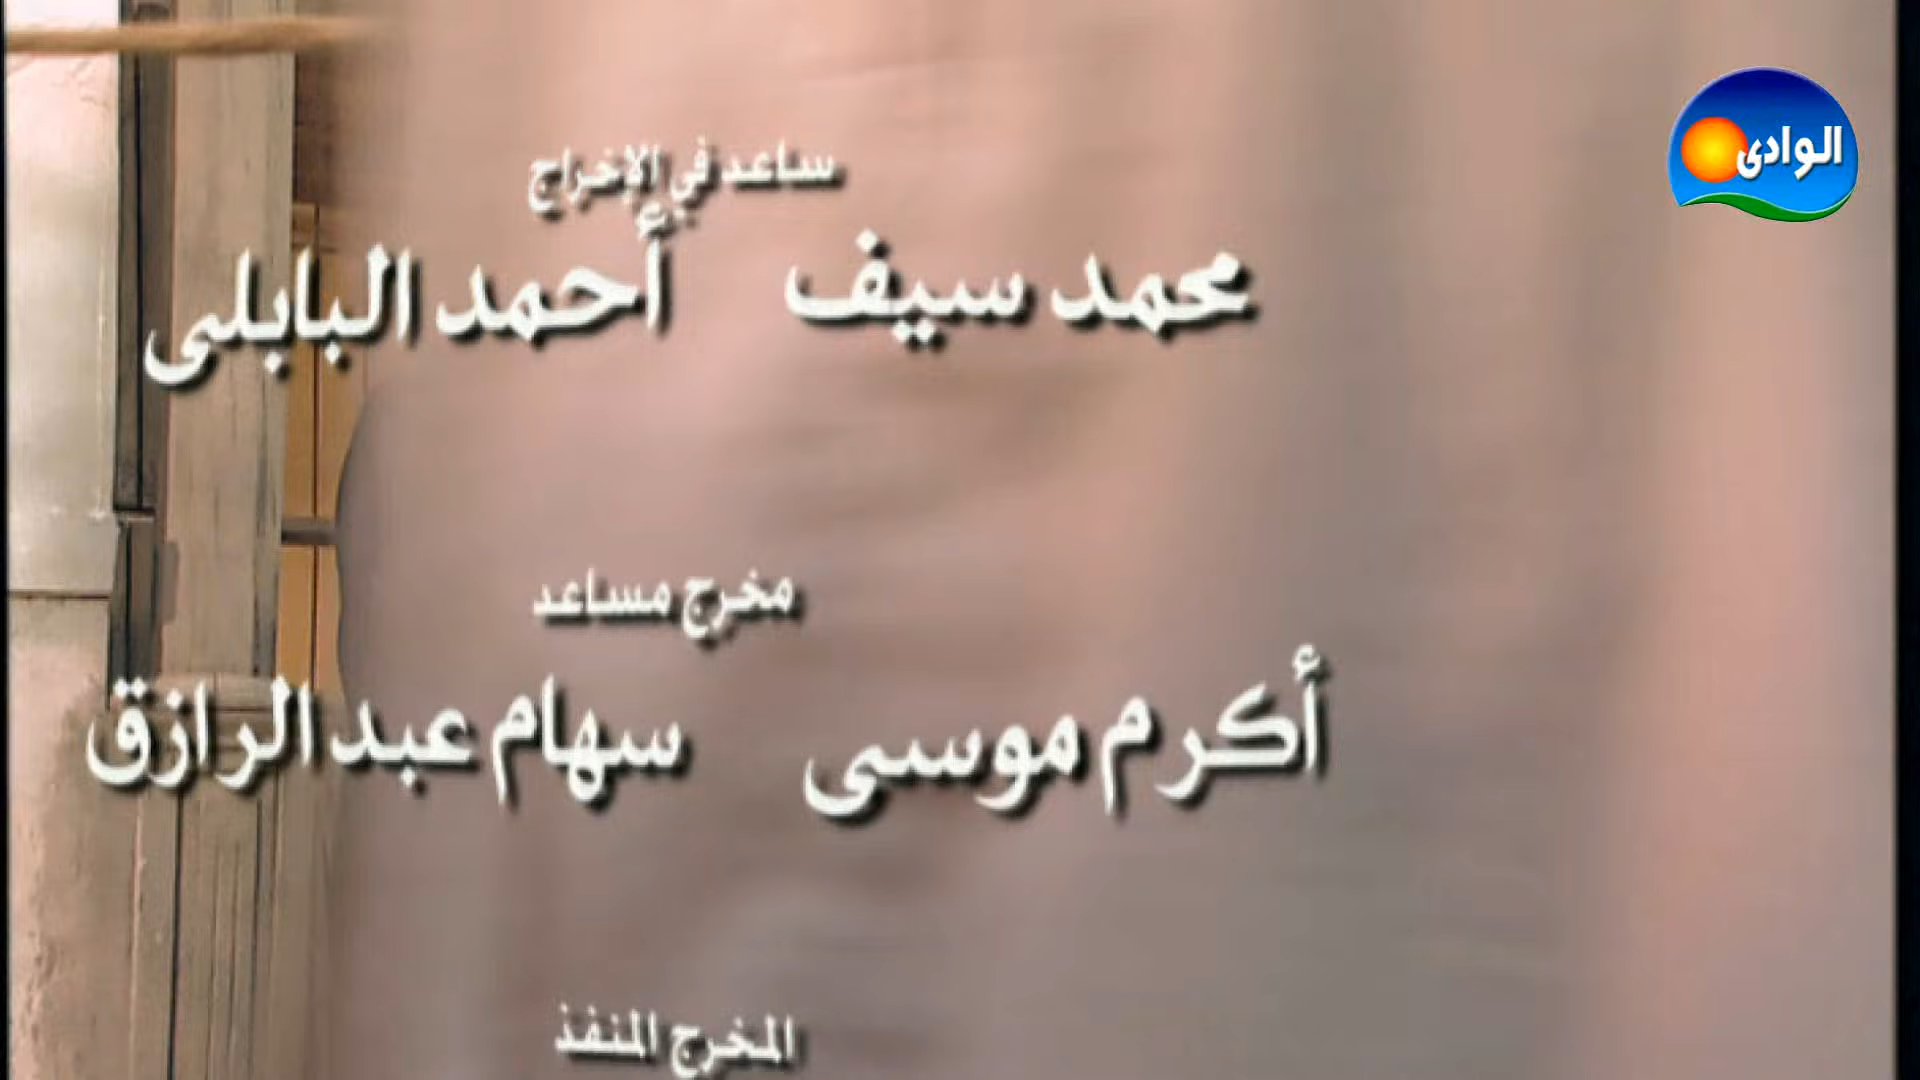 الوادى
ساعد في الإخراج
محمد سيف    أحمد البابلى
مخرج مساعد
أكرم موسى    سهام عبد الرازق
المخرج المنفذ